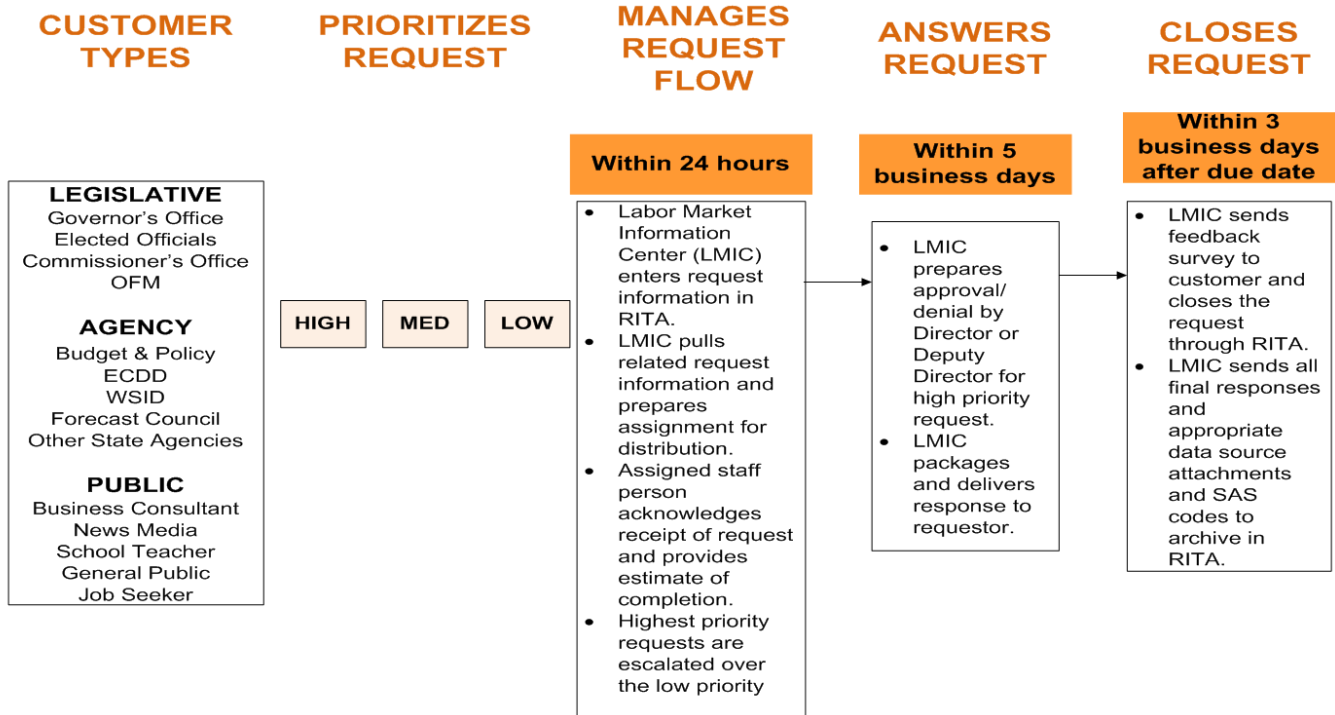 CUSTOMER
TYPES
PRIORITIZES
REQUEST
MANAGES
REQUEST
FLOW
ANSWERS
REQUEST
CLOSES
REQUEST
LEGISLATIVE
Governor's Office
Elected Officials
Commissioner's Office
OFM
AGENCY
Budget & Policy
ECDD
WSID
Forecast Council
Other State Agencies
PUBLIC
Business Consultant
News Media
School Teacher
General Public
Job Seeker
HIGH
MED
LOW
Within 24 hours
• Labor Market
Information
Center (LMIC)
enters request
information in
RITA.
• LMIC pulls
related request
information and
prepares
assignment for
distribution.
• Assigned staff
person
acknowledges
receipt of request
and provides
estimate of
completion.
• Highest priority
requests are
escalated over
the low priority
Within 5
business days
• LMIC
prepares
approval/
denial by
Director or
Deputy
Director for
high priority
request.
• LMIC
packages
and delivers
response to
requestor.
Within 3
business days
after due date
• LMIC sends
feedback
survey to
customer and
closes the
request
through RITA.
• LMIC sends all
final responses
and
appropriate
data source
attachments
and SAS
codes to
archive in
RITA.